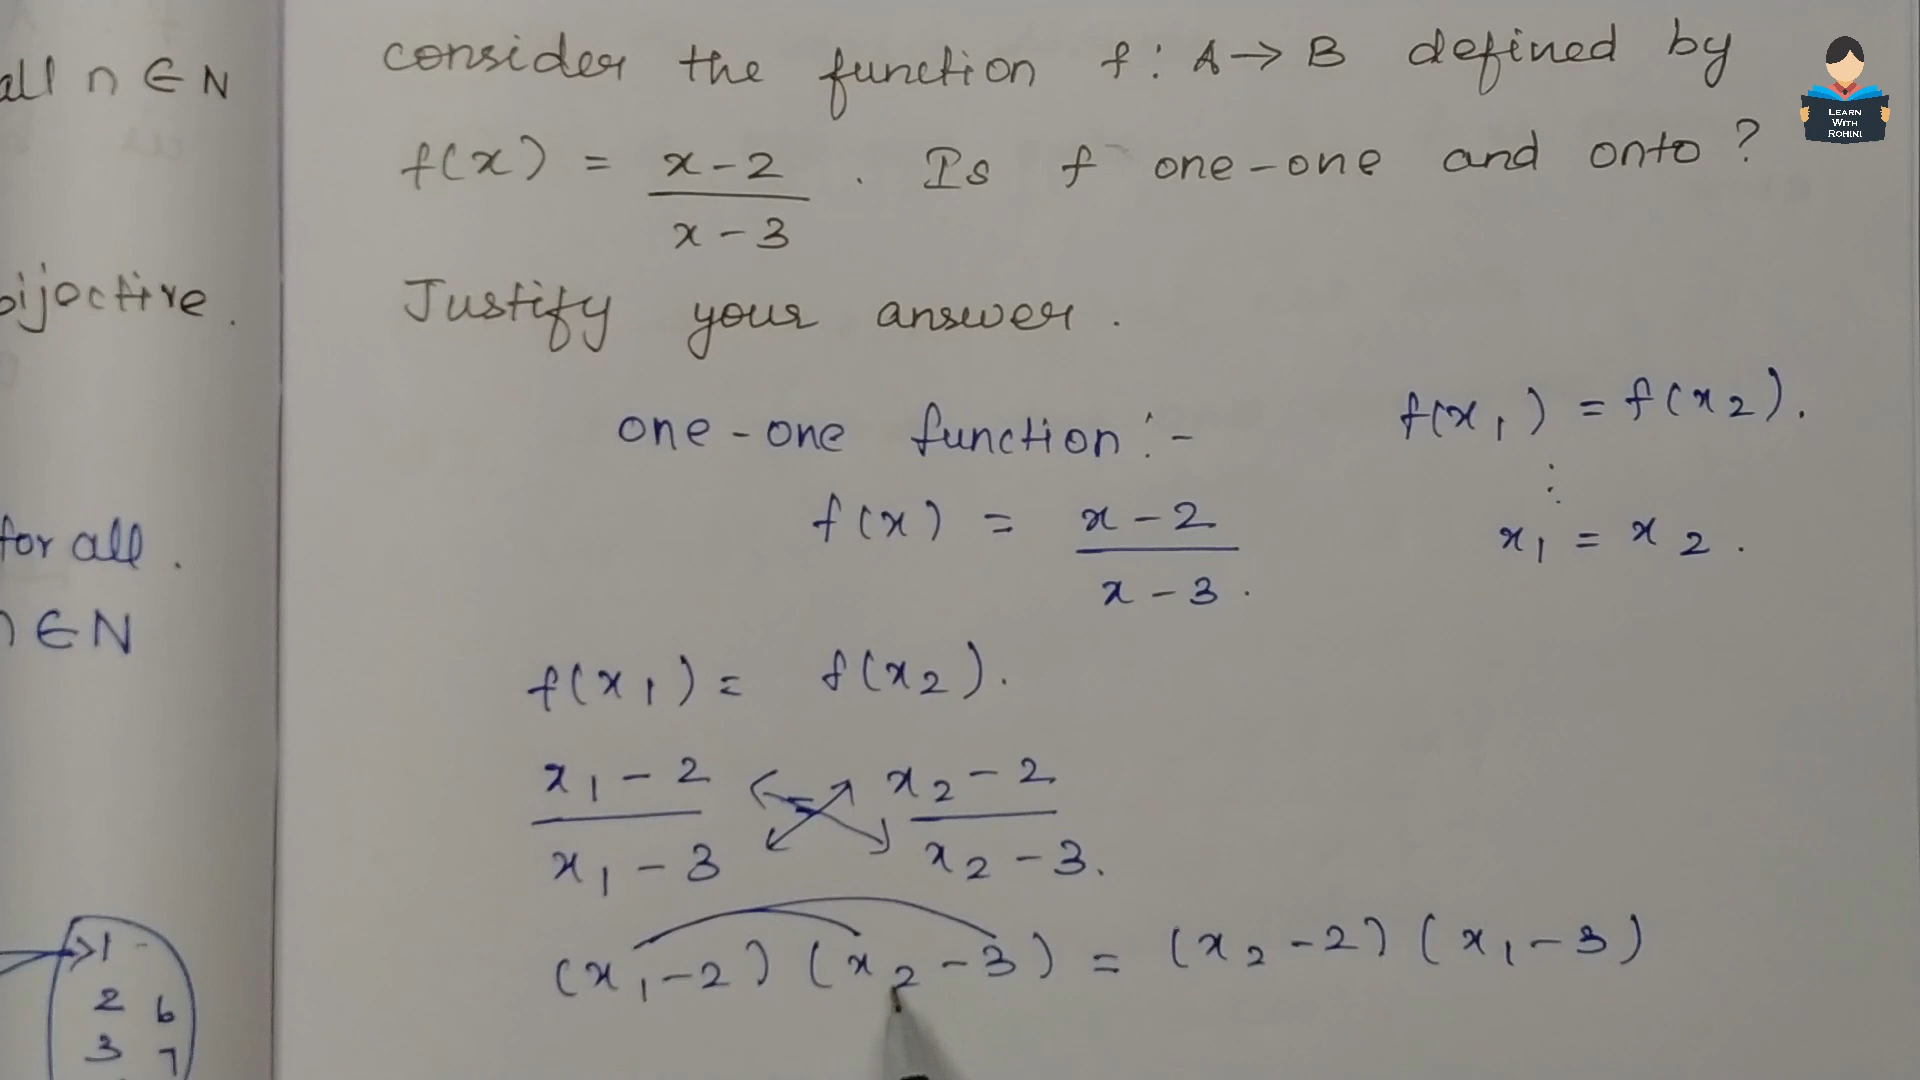 all n ∈ N
bijective.
for all.
n ∈ N
1
2 6
3 7
consider the function f : A → B defined by
f(x) = x-2 / x-3 . Is f one-one and onto ?
Justify your answer.
one-one function :-
f(x) = x-2 / x-3 .
f(x1) = f(x2).
⋮
x1 = x2 .
f(x1) = f(x2).
x1 - 2 / x1 - 3 x2 - 2 / x2 - 3.
(x1-2) (x2-3) = (x2-2) (x1-3)
LEARN
WITH
ROHINI